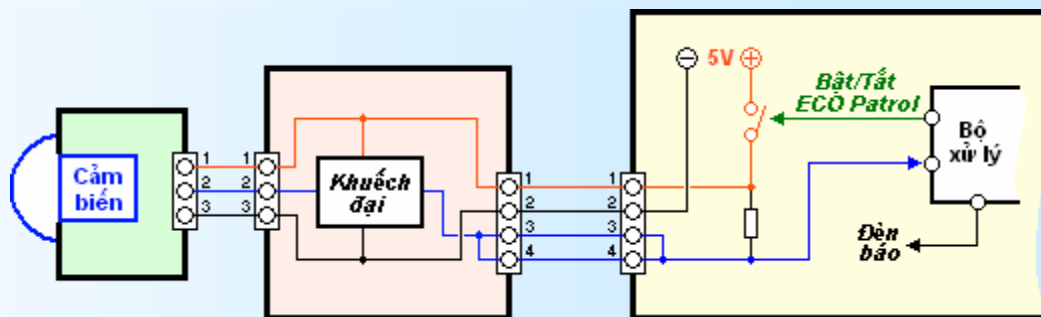 5V
Bật/Tắt
ECO Patrol
Bộ
xử lý
Cảm
biến
1
2
3
1
2
3
Khuếch
đại
1
2
3
4
1
2
3
4
Đèn
báo